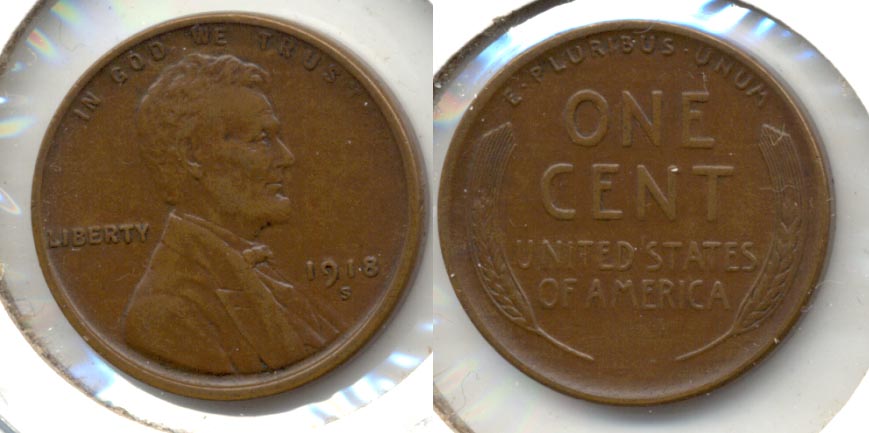 IN GOD WE TRUST
LIBERTY
1918
S
E·PLURIBUS·UNUM
ONE
CENT
UNITED STATES
OF AMERICA